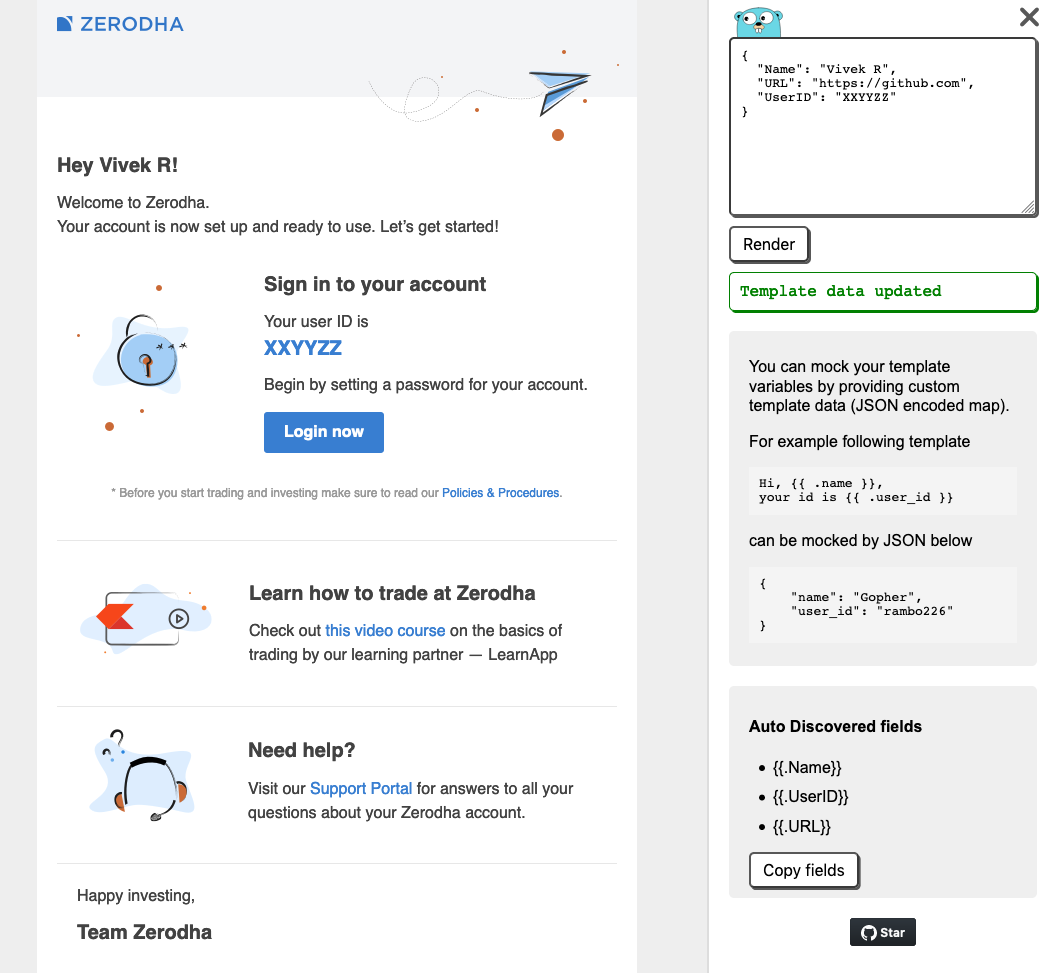 ZERODHA
Hey Vivek R!
Welcome to Zerodha.
Your account is now set up and ready to use. Let’s get started!
Sign in to your account
Your user ID is
XXYYZZ
Begin by setting a password for your account.
Login now
* Before you start trading and investing make sure to read our Policies & Procedures.
Learn how to trade at Zerodha
Check out this video course on the basics of
trading by our learning partner — LearnApp
Need help?
Visit our Support Portal for answers to all your
questions about your Zerodha account.
Happy investing,
Team Zerodha
{
  "Name": "Vivek R",
  "URL": "https://github.com",
  "UserID": "XXYYZZ"
}
Render
Template data updated
You can mock your template
variables by providing custom
template data (JSON encoded map).
For example following template
Hi, {{ .name }},
your id is {{ .user_id }}
can be mocked by JSON below
{
    "name": "Gopher",
    "user_id": "rambo226"
}
Auto Discovered fields
• {{.Name}}
• {{.UserID}}
• {{.URL}}
Copy fields
Star